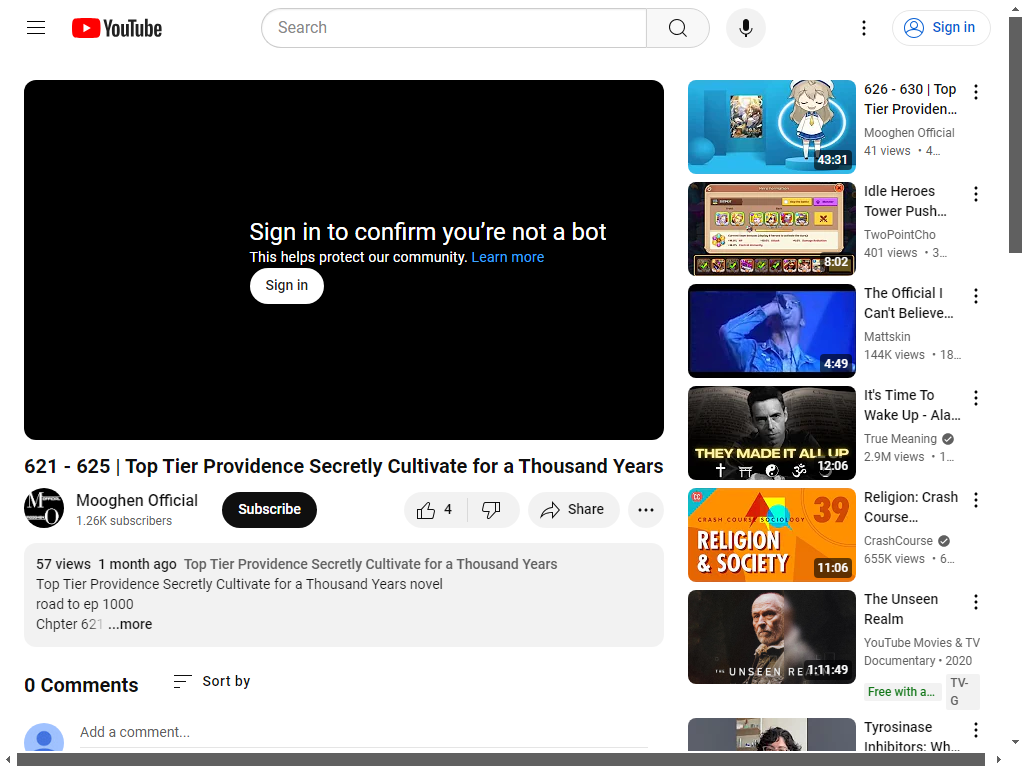 YouTube
Search
Sign in
Sign in to confirm you’re not a bot
This helps protect our community. Learn more
Sign in
621 - 625 | Top Tier Providence Secretly Cultivate for a Thousand Years
Mooghen Official
1.26K subscribers
Subscribe
4
Share
57 views 1 month ago Top Tier Providence Secretly Cultivate for a Thousand Years
Top Tier Providence Secretly Cultivate for a Thousand Years novel
road to ep 1000
Chpter 621 ...more
0 Comments
Sort by
Add a comment...
43:31
626 - 630 | Top
Tier Providen...
Mooghen Official
41 views • 4...
8:02
Idle Heroes
Tower Push...
TwoPointCho
401 views • 3...
4:49
The Official I
Can't Believe...
Mattskin
144K views • 18...
THEY MADE IT ALL UP
12:06
It's Time To
Wake Up - Ala...
True Meaning
2.9M views • 1...
CRASH COURSE SOCIOLOGY 39
RELIGION
& SOCIETY
11:06
Religion: Crash
Course...
CrashCourse
655K views • 6...
THE UNSEEN REALM
1:11:49
The Unseen
Realm
YouTube Movies & TV
Documentary • 2020
Free with a...
TV-
G
Tyrosinase
Inhibitors: Wh...